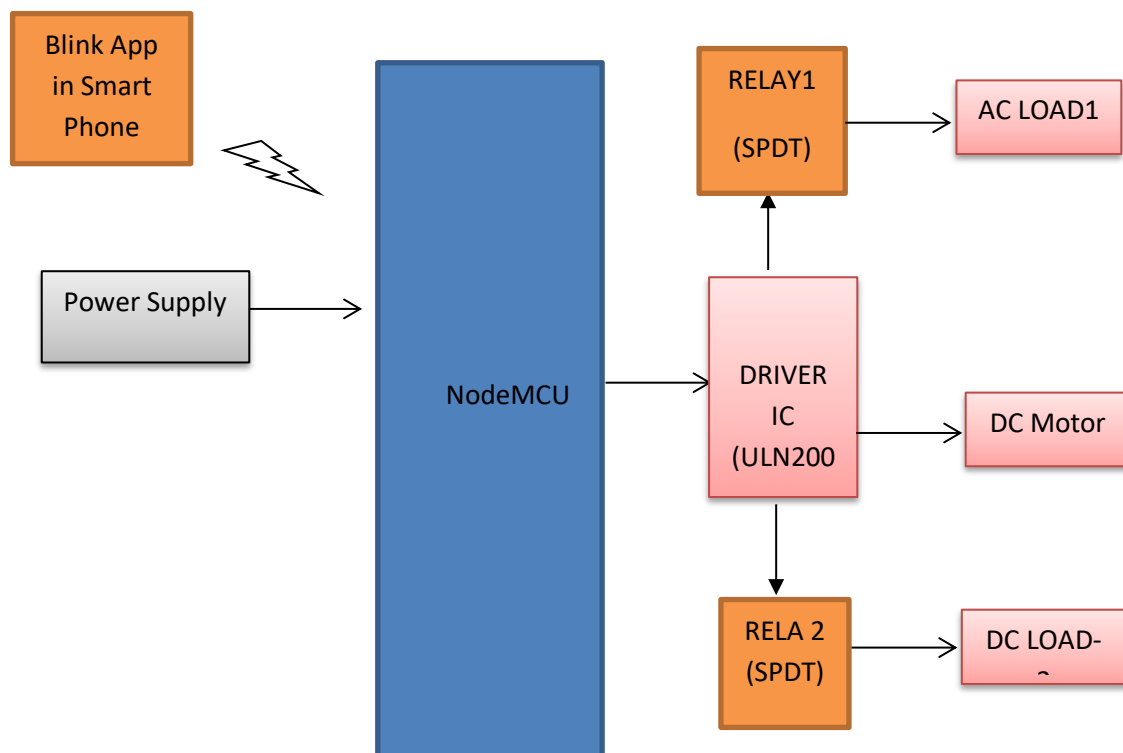 Blink App
in Smart
Phone
RELAY1
(SPDT)
AC LOAD1
Power Supply
NodeMCU
DRIVER
IC
(ULN200
DC Motor
RELA 2
(SPDT)
DC LOAD-